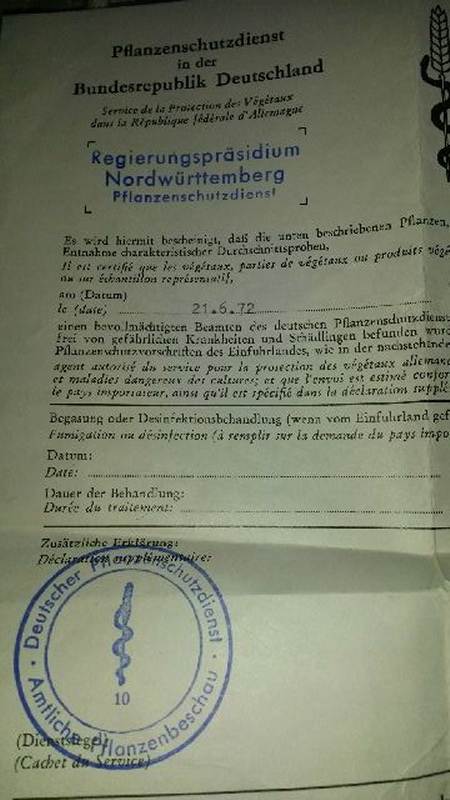 Pflanzenschutzdienst
in der
Bundesrepublik Deutschland
Service de la Protection des Végétaux
dans la République fédérale d'Allemagne
Regierungspräsidium
Nordwürttemberg
Pflanzenschutzdienst
Es wird hiermit bescheinigt, daß die unten beschriebenen Pflanzen,
Entnahme charakteristischer Durchschnittsproben,
Il est certifié que les végétaux, parties de végétaux ou produits végé
ou sur échantillon représentatif,
am (Datum)
le (date) 21.6.72
einen bevollmächtigten Beamten des deutschen Pflanzenschutzdienst
frei von gefährlichen Krankheiten und Schädlingen befunden wurd
Pflanzenschutzvorschriften des Einfuhrlandes, wie in der nachstehende
agent autorisé du service pour la protection des végétaux allemand
et maladies dangereux des cultures; et que l'envoi est estimé confor
le pays importateur, ainsi qu'il est spécifié dans la déclaration supplé
Begasung oder Desinfektionsbehandlung (wenn vom Einfuhrland gef
Fumigation ou désinfection (à remplir sur la demande du pays impo
Datum:
Date:
Dauer der Behandlung:
Durée du traitement:
Zusätzliche Erklärung:
Déclaration supplémentaire:
Deutscher Pflanzenschutzdienst
10
Amtliche Pflanzenbeschau
(Dienstsiegel)
(Cachet du Service)